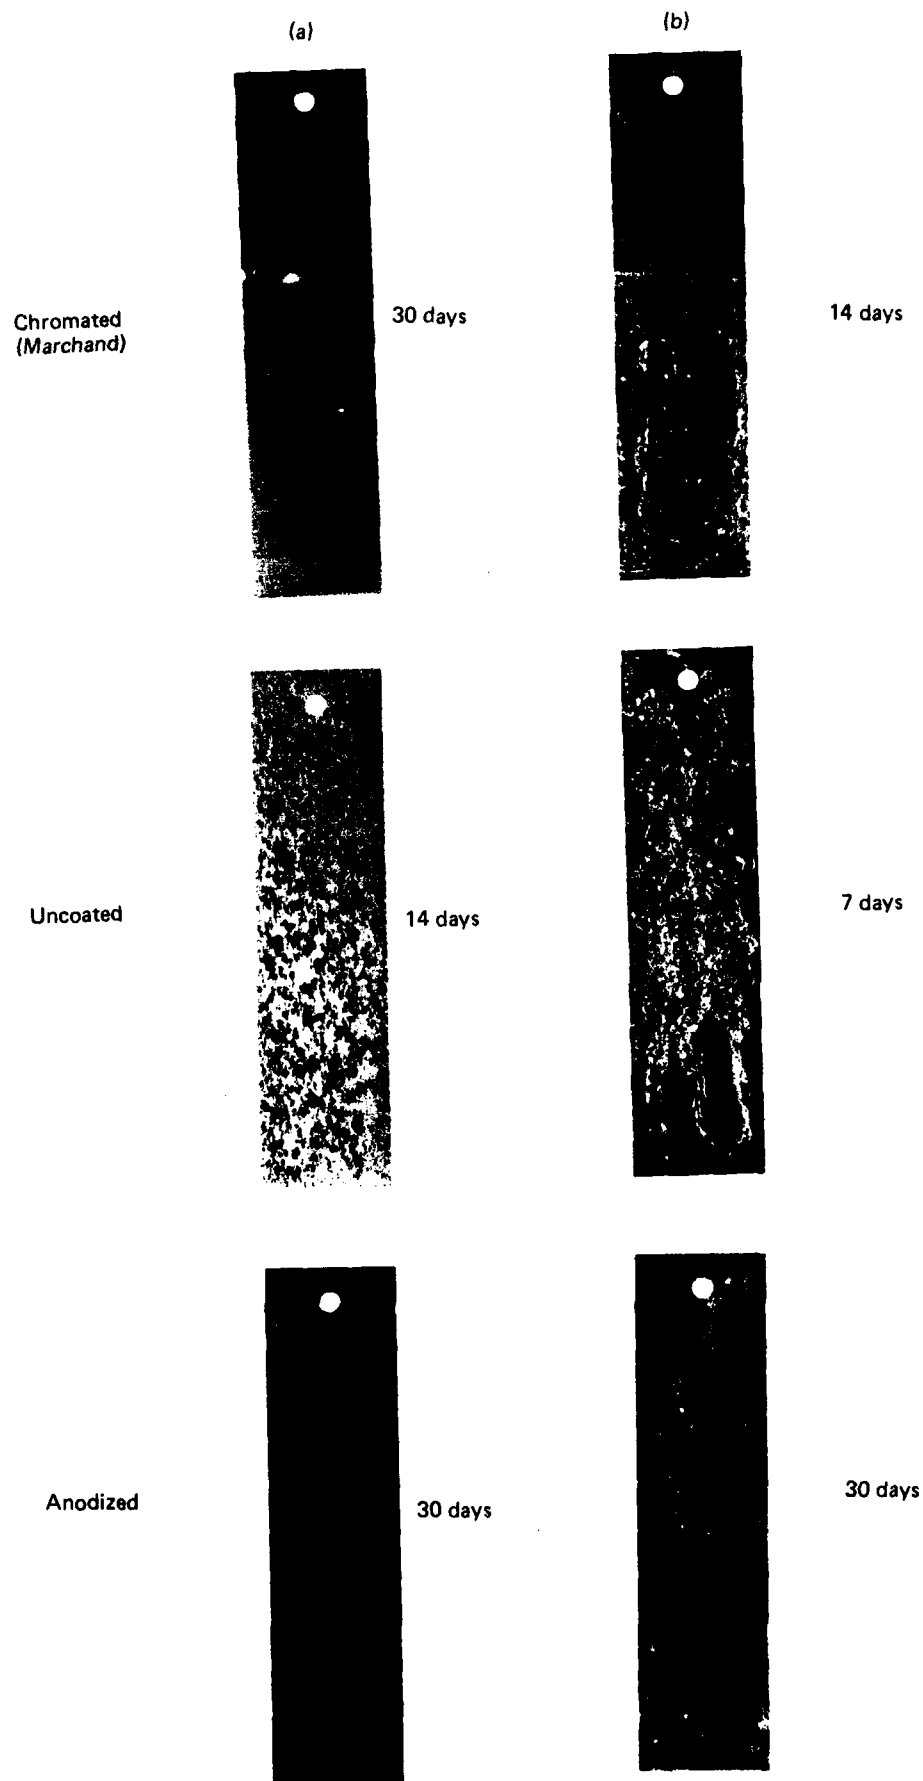 (a)
(b)
Chromated
(Marchand)
30 days
14 days
Uncoated
14 days
7 days
Anodized
30 days
30 days